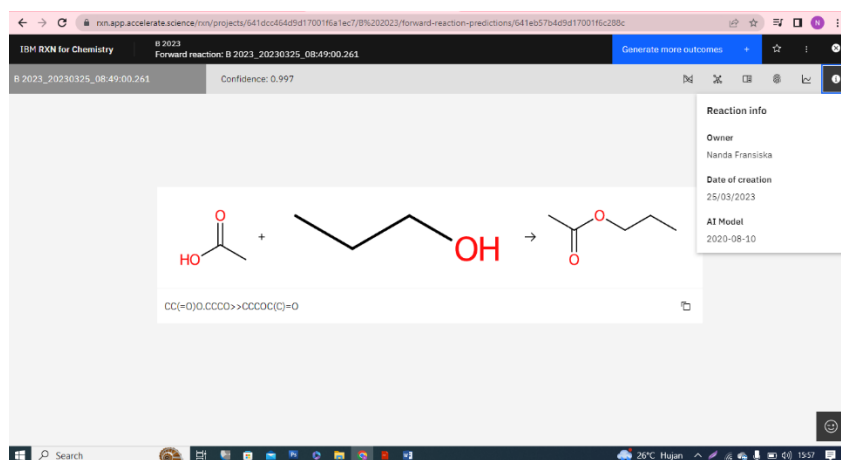 rxn.app.accelerate.science/rxn/projects/641dcc464d9d17001f6a1ec7/B%202023/forward-reaction-predictions/641eb57b4d9d17001f6c288c
IBM RXN for Chemistry
B 2023
Forward reaction: B 2023_20230325_08:49:00.261
Generate more outcomes +
B 2023_20230325_08:49:00.261
Confidence: 0.997
Reaction info
Owner
Nanda Fransiska
Date of creation
25/03/2023
AI Model
2020-08-10
O
HO
+
OH
→
O
O
CC(=O)O.CCCO>>CCCOC(C)=O
Search
26°C Hujan
1557